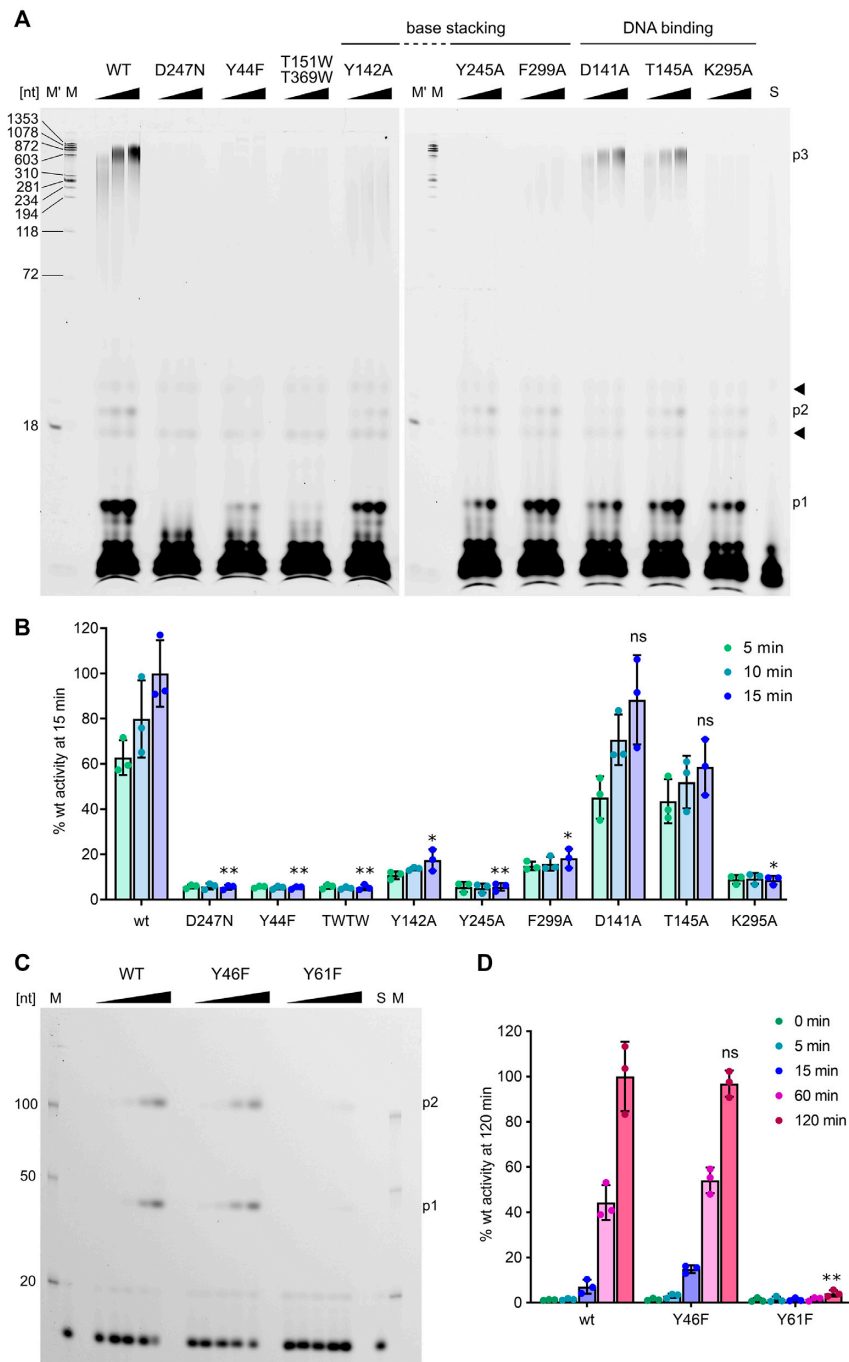 A
base stacking
DNA binding
WT D247N Y44F T151W T369W Y142A Y245A F299A D141A T145A K295A
[nt] M' M M' M S
1353
1078
872
603
310
281
234
194
118
72
18
p3
p2
p1
B
% wt activity at 15 min
120
100
80
60
40
20
0
5 min
10 min
15 min
** ** ** * ** * ns ns *
wt D247N Y44F TWTW Y142A Y245A F299A D141A T145A K295A
C
WT Y46F Y61F
[nt] M S M
100
50
20
p2
p1
D
% wt activity at 120 min
120
100
80
60
40
20
0
0 min
5 min
15 min
60 min
120 min
ns
**
wt Y46F Y61F